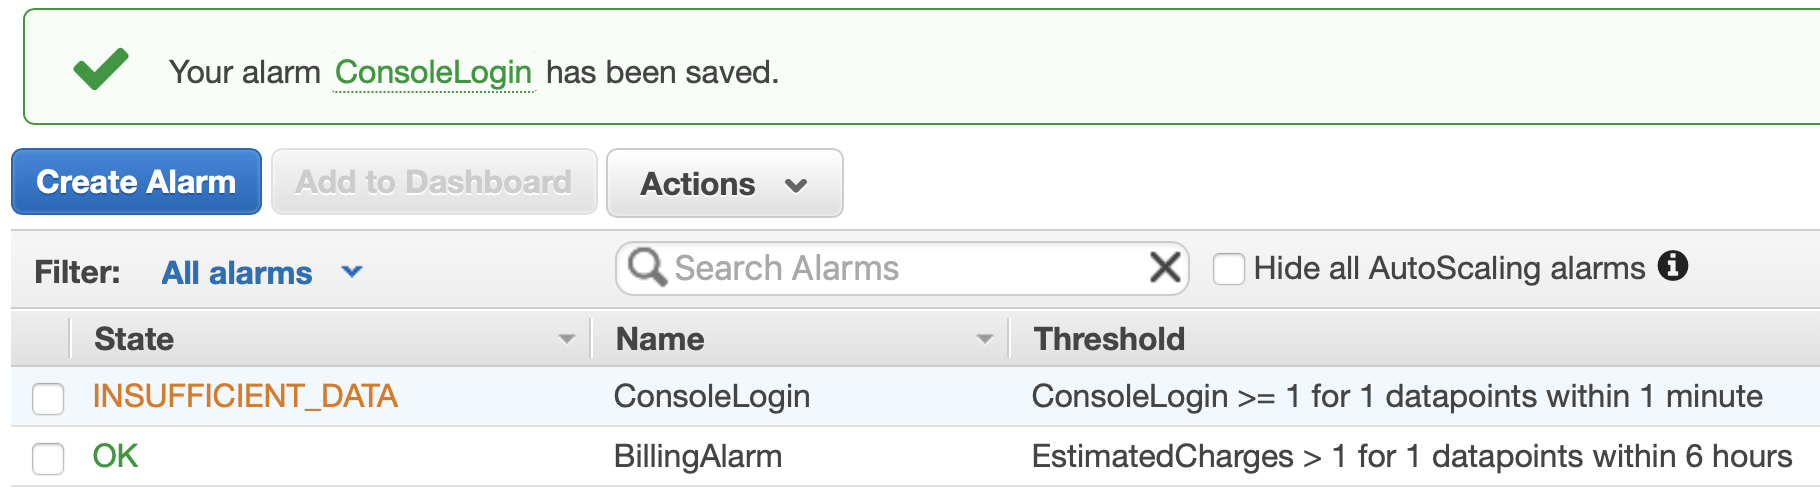 Your alarm ConsoleLogin has been saved.
Create Alarm Add to Dashboard Actions
Filter: All alarms Search Alarms Hide all AutoScaling alarms
State Name Threshold
INSUFFICIENT_DATA ConsoleLogin ConsoleLogin >= 1 for 1 datapoints within 1 minute
OK BillingAlarm EstimatedCharges > 1 for 1 datapoints within 6 hours